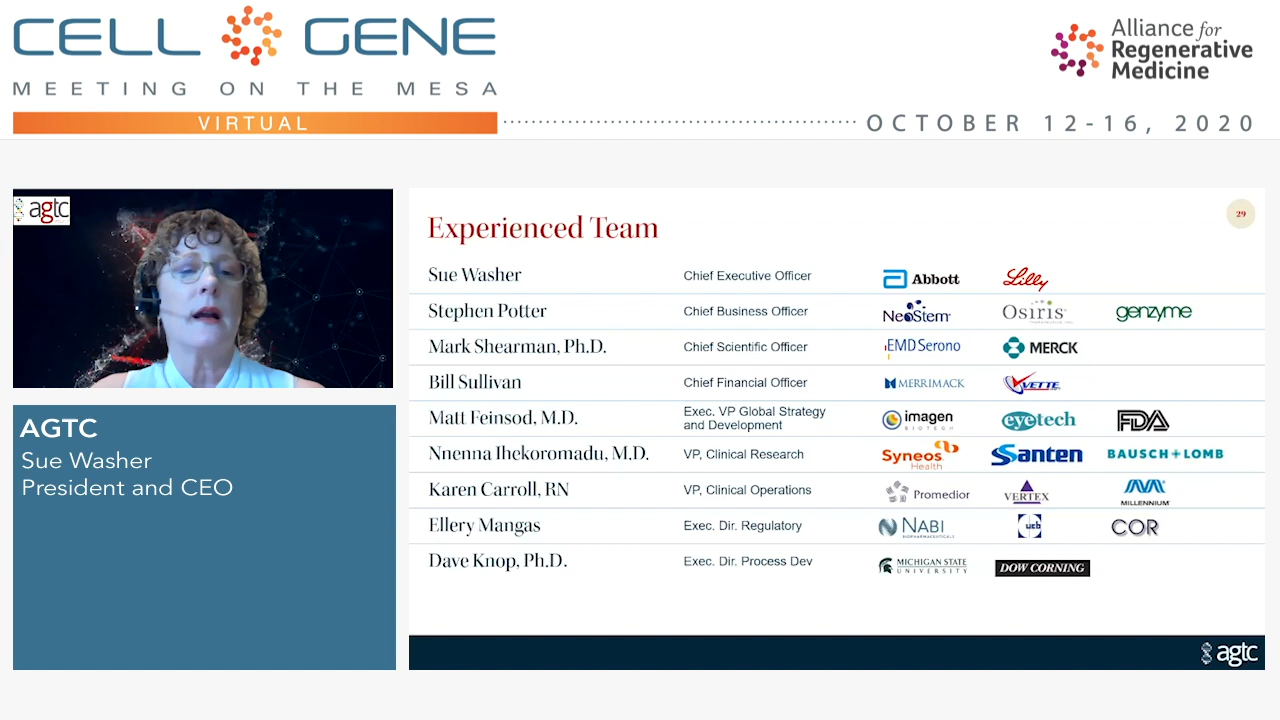 CELL GENE
MEETING ON THE MESA
VIRTUAL
OCTOBER 12-16, 2020
Alliance for
Regenerative
Medicine
agtc
AGTC
Sue Washer
President and CEO
Experienced Team
29
Sue Washer Chief Executive Officer Abbott Lilly
Stephen Potter Chief Business Officer NEOSTEM OSIRIS genzyme
Mark Shearman, Ph.D. Chief Scientific Officer EMD Serono MERCK
Bill Sullivan Chief Financial Officer MERRIMACK VETTE
Matt Feinsod, M.D. Exec. VP Global Strategy and Development imagen BIOTECH eyetech FDA
Nnenna Ihekoromadu, M.D. VP, Clinical Research Syneos Health Santen BAUSCH + LOMB
Karen Carroll, RN VP, Clinical Operations Promedior VERTEX MILLENNIUM
Ellery Mangas Exec. Dir. Regulatory NABI BIOPHARMACEUTICALS ucb COR
Dave Knop, Ph.D. Exec. Dir. Process Dev MICHIGAN STATE UNIVERSITY DOW CORNING
agtc